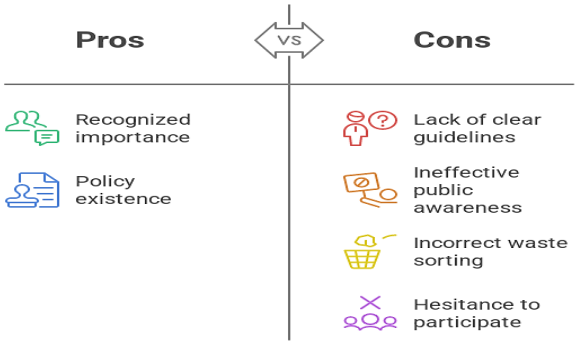 Pros
VS
Cons
Recognized
importance
Policy
existence
Lack of clear
guidelines
Ineffective
public
awareness
Incorrect waste
sorting
Hesitance to
participate